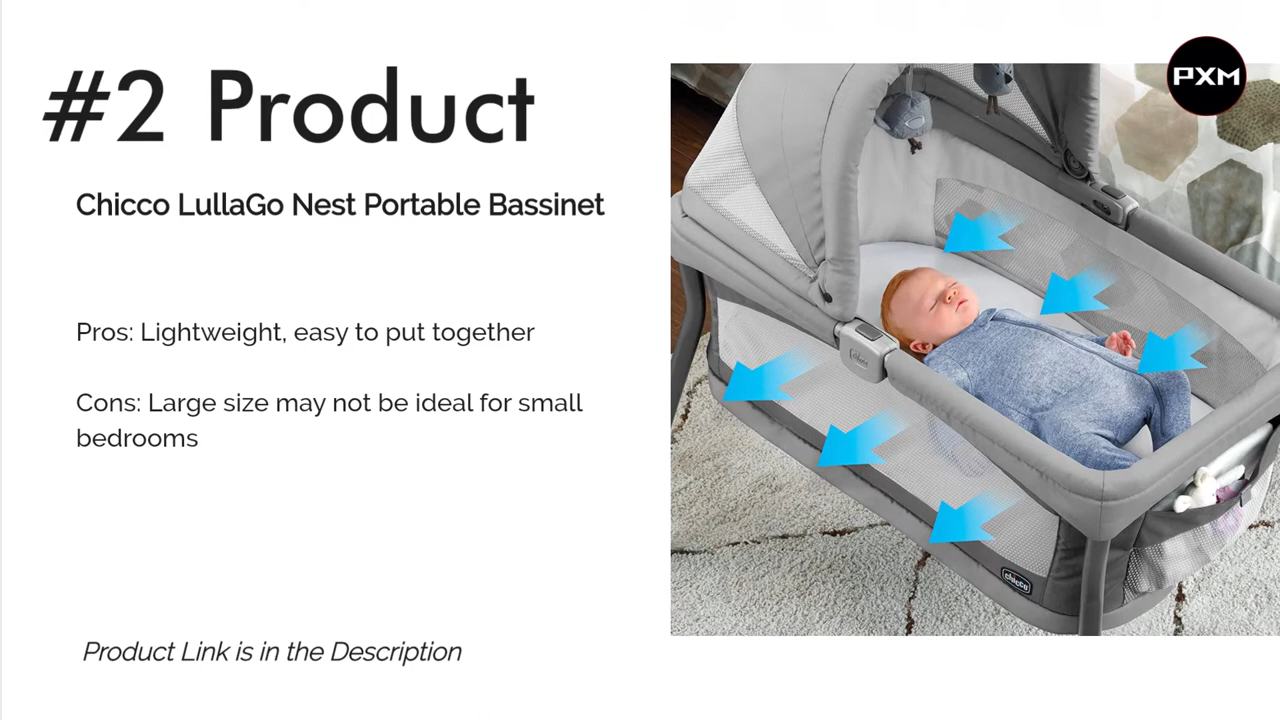 #2 Product
PXM
Chicco LullaGo Nest Portable Bassinet
Pros: Lightweight, easy to put together
Cons: Large size may not be ideal for small
bedrooms
chicco
Product Link is in the Description